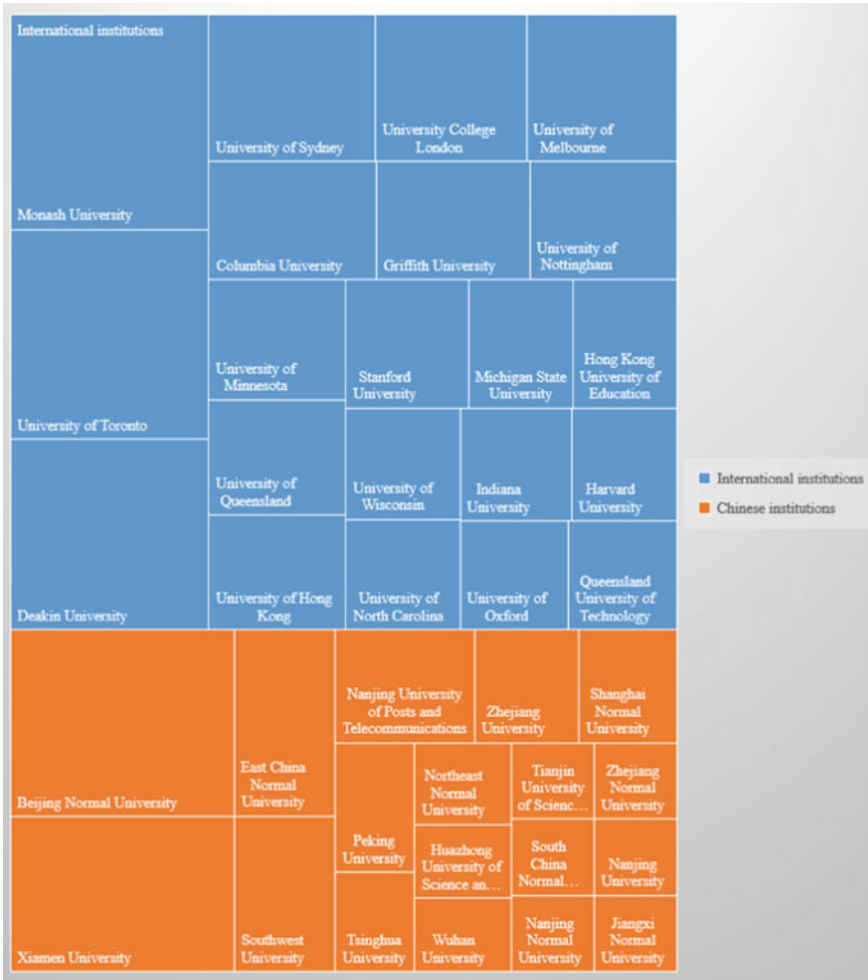 International institutions
Monash University
University of Sydney
University College
London
University of
Melbourne
Columbia University
Griffith University
University of
Nottingham
University of Toronto
University of
Minnesota
Stanford
University
Michigan State
University
Hong Kong
University of
Education
University of
Queensland
University of
Wisconsin
Indiana
University
Harvard
University
Deakin University
University of Hong
Kong
University of
North Carolina
University of
Oxford
Queensland
University of
Technology
Beijing Normal University
East China
Normal
University
Nanjing University
of Posts and
Telecommunications
Zhejiang
University
Shanghai
Normal
University
Peking
University
Northeast
Normal
University
Tianjin
University
of Scienc...
Zhejiang
Normal
University
Huazhong
University of
Science an...
South
China
Normal...
Nanjing
University
Xiamen University
Southwest
University
Tsinghua
University
Wuhan
University
Nanjing
Normal
University
Jiangxi
Normal
University
International institutions
Chinese institutions